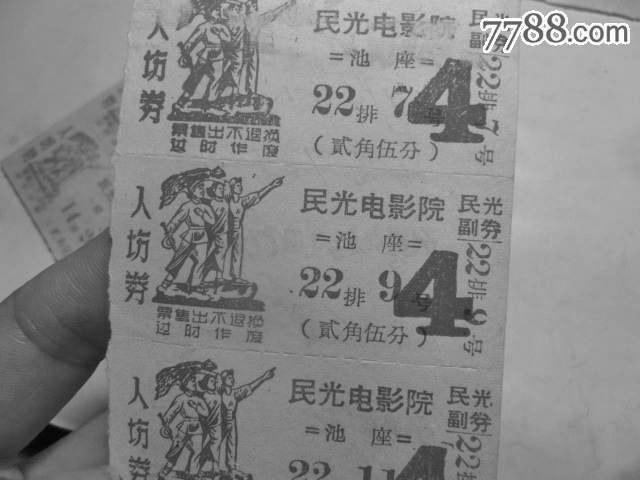 7788.com
入场券
民光电影院
=池 座=
22排 7号
4
(贰角伍分)
票售出不退换
过时作废
副券
22排7号
入场券
民光电影院
=池 座=
22排 9号
4
(贰角伍分)
票售出不退换
过时作废
民光
副券
22排9号
入场券
民光电影院
=池 座=
22 11
4
民光
副券
22